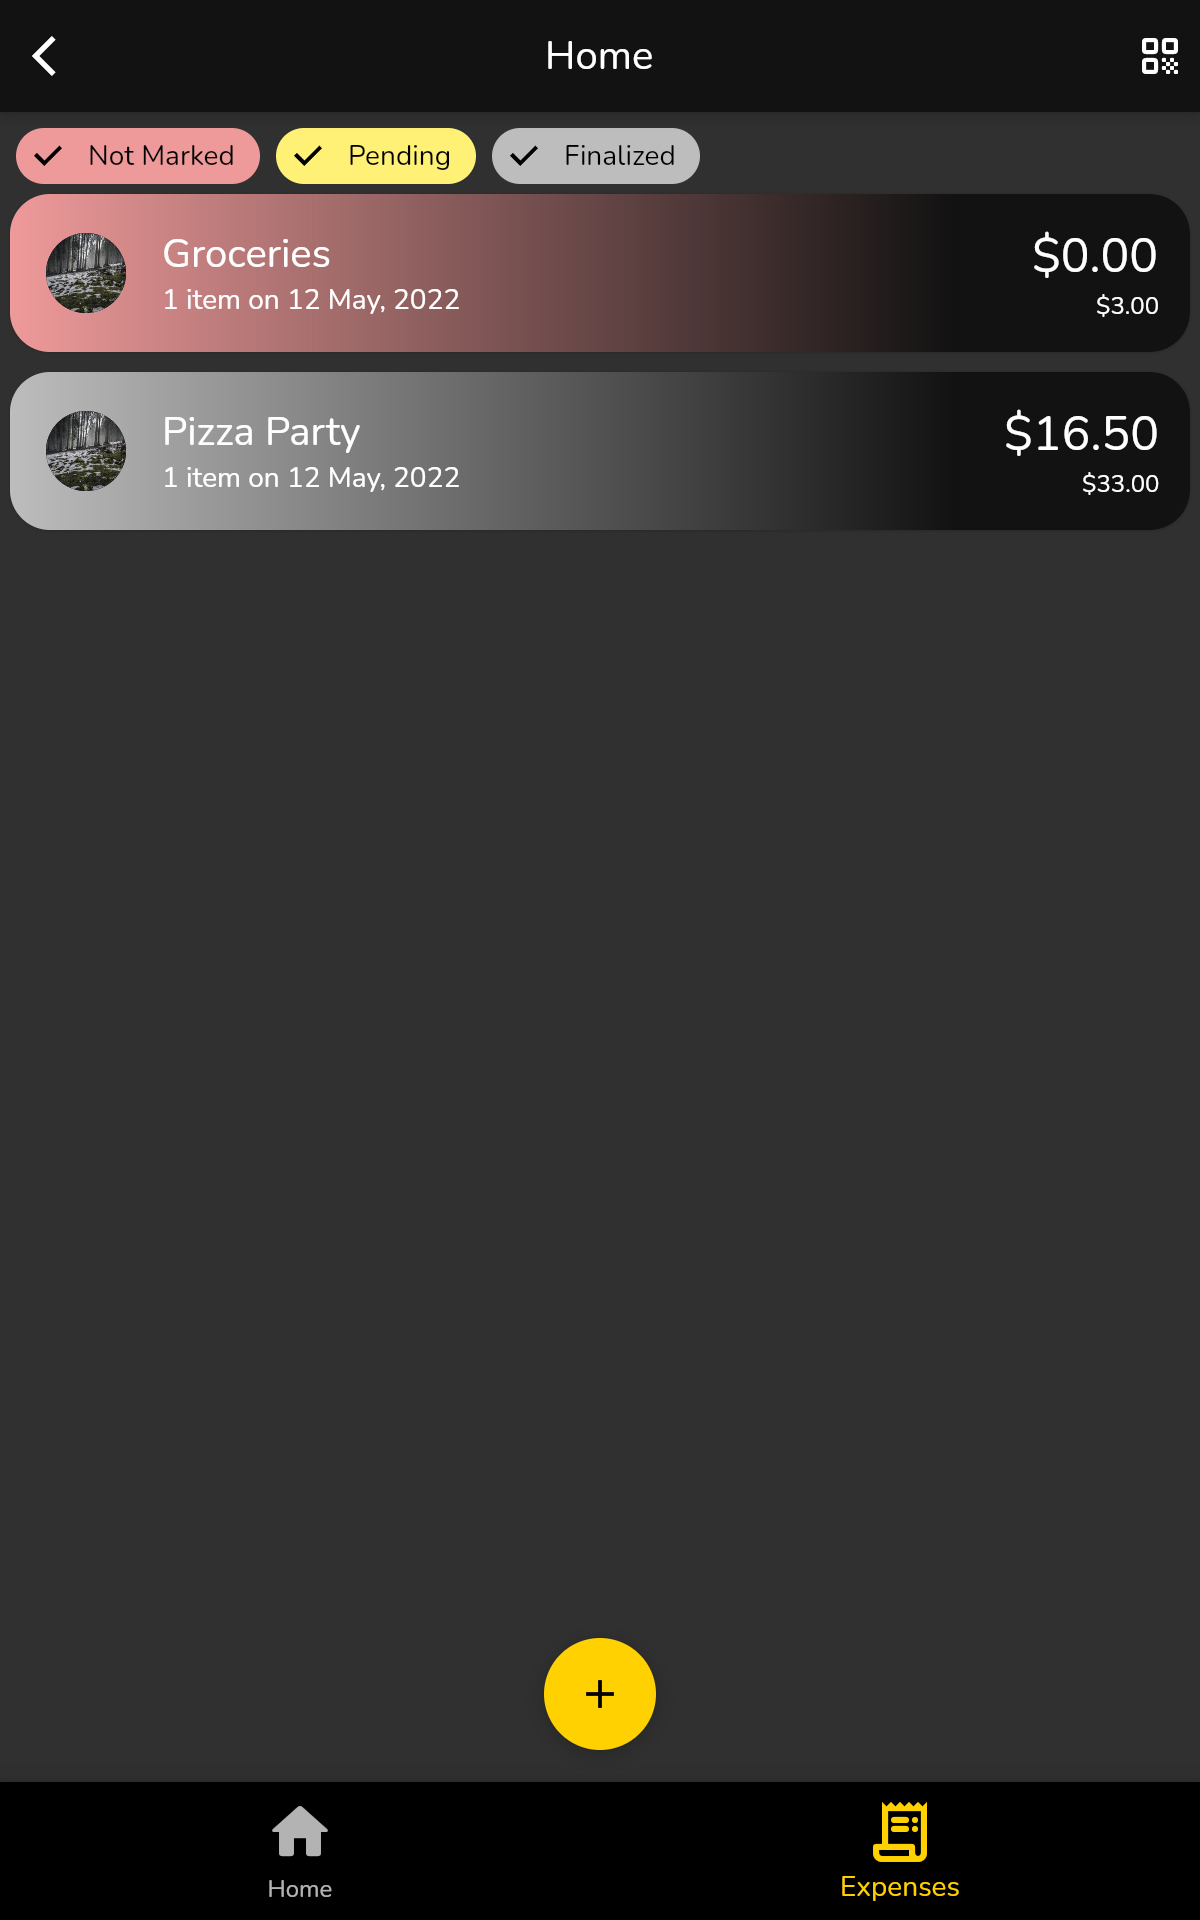 Home
Not Marked
Pending
Finalized
Groceries
$0.00
1 item on 12 May, 2022
$3.00
Pizza Party
$16.50
1 item on 12 May, 2022
$33.00
Home
Expenses